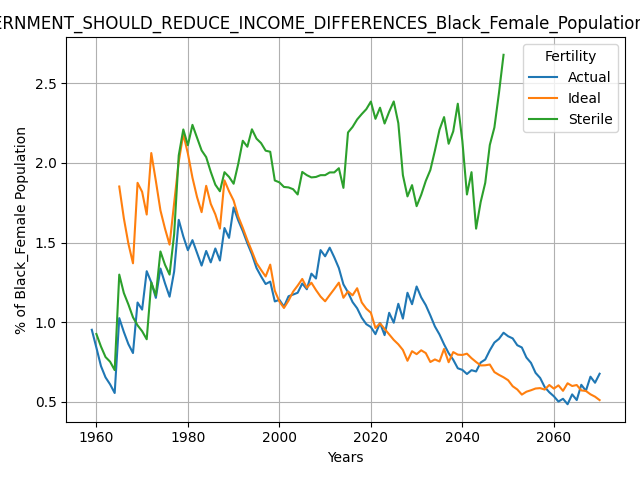 ERNMENT_SHOULD_REDUCE_INCOME_DIFFERENCES_Black_Female_Population
Fertility
Actual
Ideal
Sterile
% of Black_Female Population
2.5
2.0
1.5
1.0
0.5
1960 1980 2000 2020 2040 2060
Years